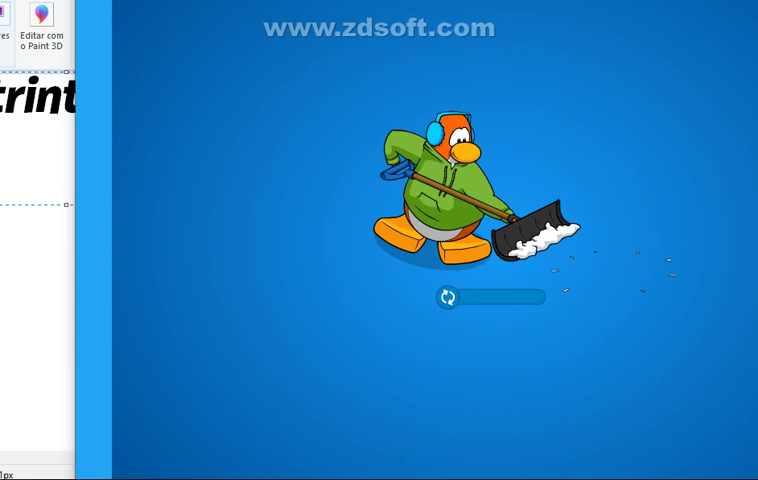 www.zdsoft.com
res
Editar com
o Paint 3D
trint
1px